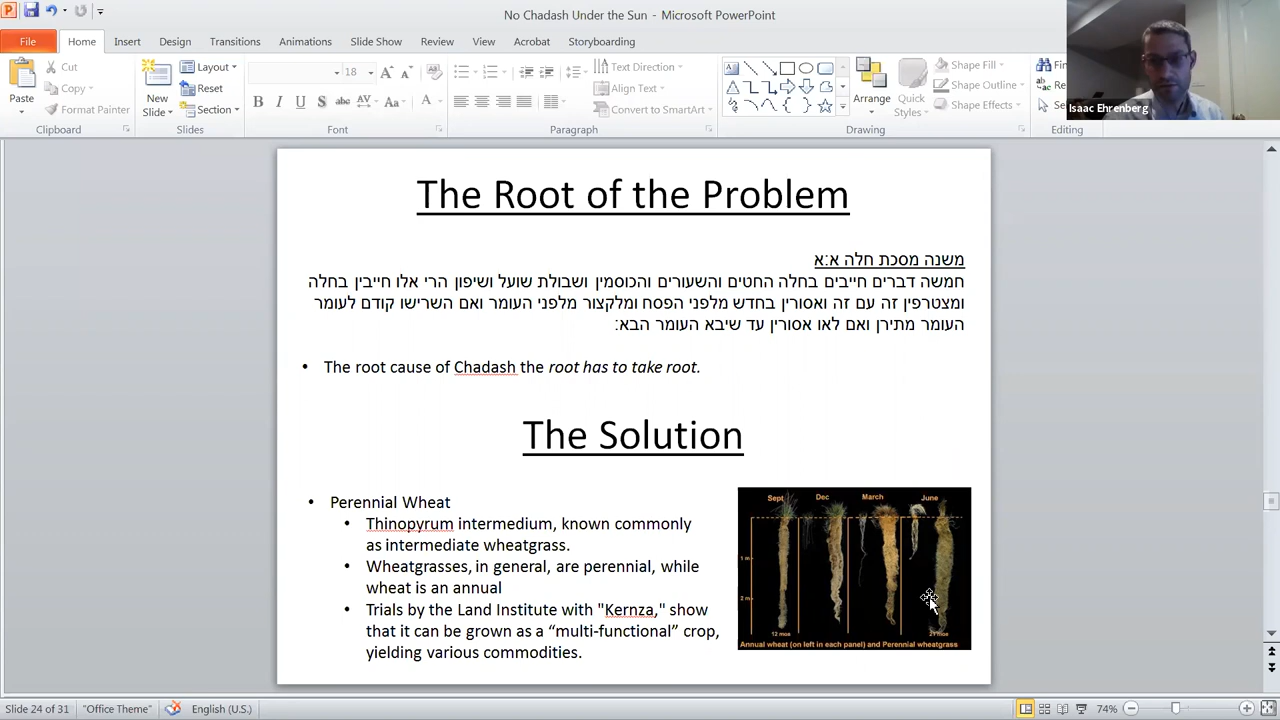 No Chadash Under the Sun - Microsoft PowerPoint
File Home Insert Design Transitions Animations Slide Show Review View Acrobat Storyboarding
Paste Cut Copy Format Painter Clipboard
New Slide Layout Reset Section Slides
18 Font
Text Direction Align Text Convert to SmartArt Paragraph
Arrange Quick Styles Shape Fill Shape Outline Shape Effects Drawing
Editing
Isaac Ehrenberg
The Root of the Problem
משנה מסכת חלה א:א
חמשה דברים חייבים בחלה החטים והשעורים והכוסמין ושבולת שועל ושיפון הרי אלו חייבין בחלה
ומצטרפין זה עם זה ואסורין בחדש מלפני הפסח ומלקצור מלפני העומר ואם השרישו קודם לעומר
העומר מתירן ואם לאו אסורין עד שיבא העומר הבא:
• The root cause of Chadash the root has to take root.
The Solution
• Perennial Wheat
• Thinopyrum intermedium, known commonly
as intermediate wheatgrass.
• Wheatgrasses, in general, are perennial, while
wheat is an annual
• Trials by the Land Institute with "Kernza," show
that it can be grown as a “multi-functional” crop,
yielding various commodities.
Sept Dec March June
1 m
2 m
12 mos 21 mos
Annual wheat (on left in each panel) and Perennial wheatgrass
Slide 24 of 31 "Office Theme" English (U.S.) 74%